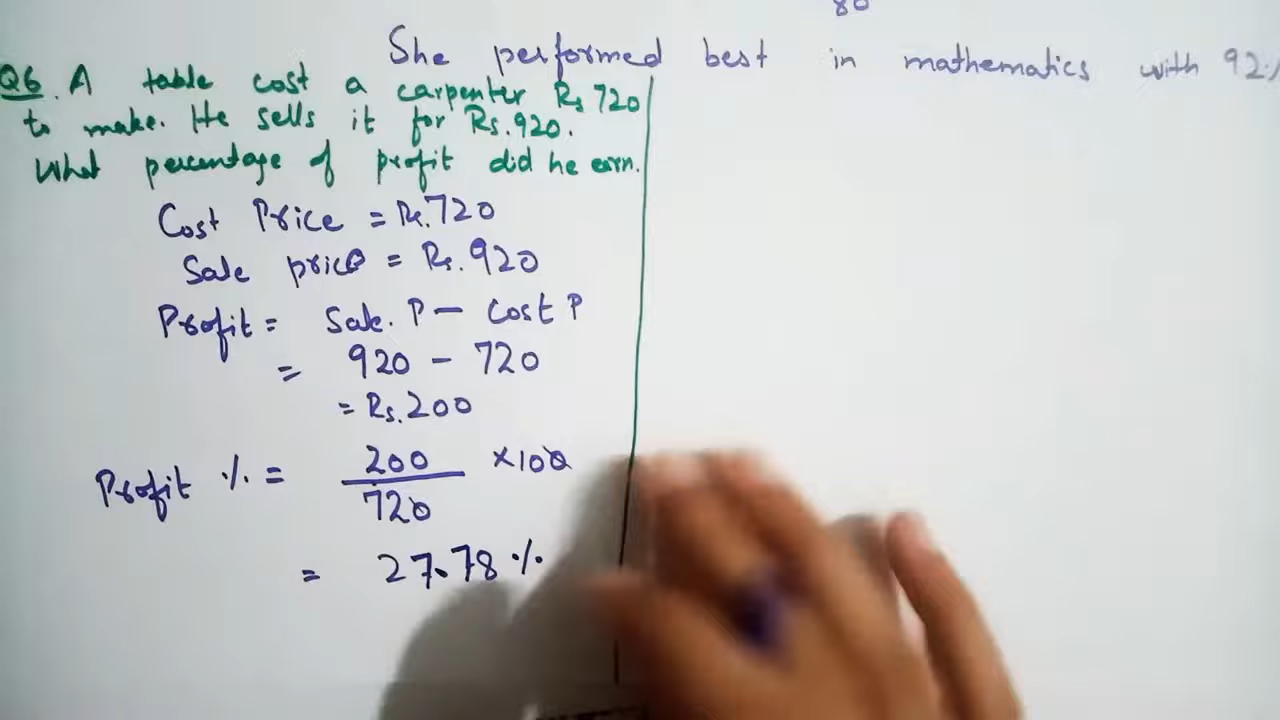 80
She performed best in mathematics with 92%
Q6. A table cost a carpenter Rs 720
to make. He sells it for Rs.920.
What percentage of profit did he earn.
Cost Price = Rs.720
Sale price = Rs.920
Profit = Sale. P - Cost P
= 920 - 720
= Rs.200
Profit % = 200/720 ×100
= 27.78 %